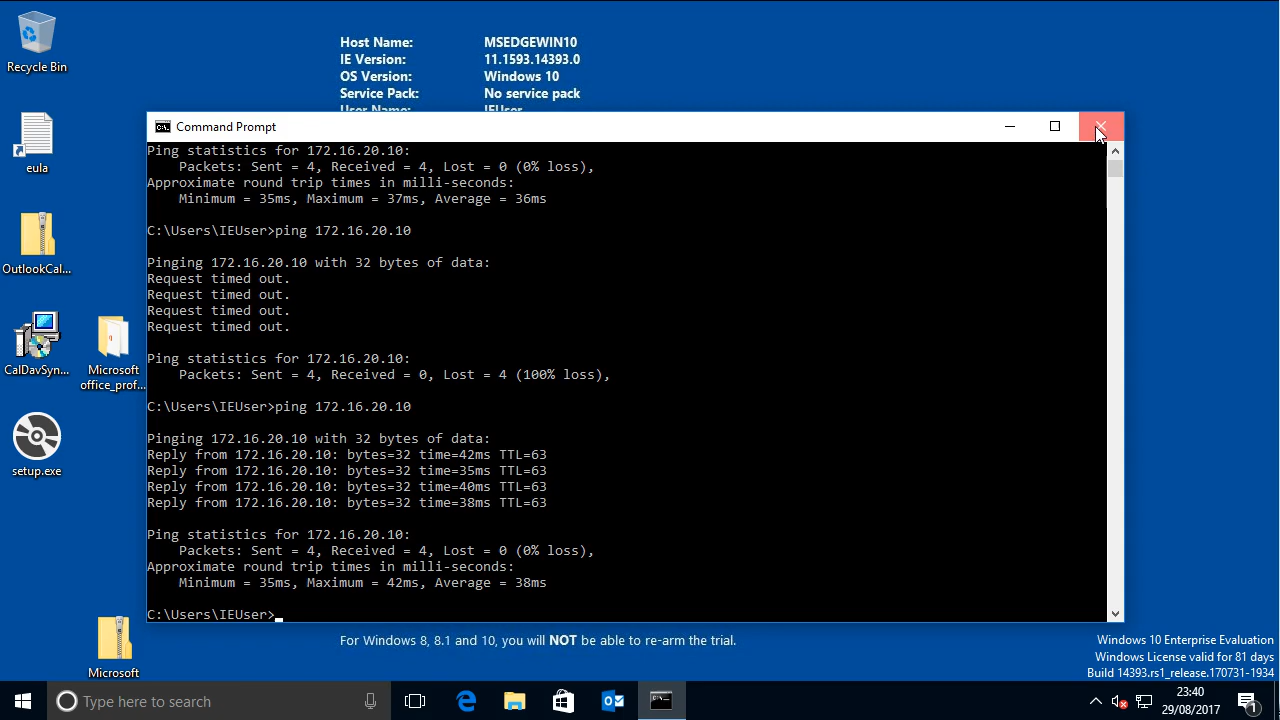 Recycle Bin
Host Name: MSEDGEWIN10
IE Version: 11.1593.14393.0
OS Version: Windows 10
Service Pack: No service pack
User Name: IEUser
Command Prompt
Ping statistics for 172.16.20.10:
Packets: Sent = 4, Received = 4, Lost = 0 (0% loss),
Approximate round trip times in milli-seconds:
Minimum = 35ms, Maximum = 37ms, Average = 36ms
C:\Users\IEUser>ping 172.16.20.10
Pinging 172.16.20.10 with 32 bytes of data:
Request timed out.
Request timed out.
Request timed out.
Request timed out.
Ping statistics for 172.16.20.10:
Packets: Sent = 4, Received = 0, Lost = 4 (100% loss),
C:\Users\IEUser>ping 172.16.20.10
Pinging 172.16.20.10 with 32 bytes of data:
Reply from 172.16.20.10: bytes=32 time=42ms TTL=63
Reply from 172.16.20.10: bytes=32 time=35ms TTL=63
Reply from 172.16.20.10: bytes=32 time=40ms TTL=63
Reply from 172.16.20.10: bytes=32 time=38ms TTL=63
Ping statistics for 172.16.20.10:
Packets: Sent = 4, Received = 4, Lost = 0 (0% loss),
Approximate round trip times in milli-seconds:
Minimum = 35ms, Maximum = 42ms, Average = 38ms
C:\Users\IEUser>
eula
OutlookCal...
CalDavSyn...
Microsoft
office_prof...
setup.exe
Microsoft
For Windows 8, 8.1 and 10, you will NOT be able to re-arm the trial.
Windows 10 Enterprise Evaluation
Windows License valid for 81 days
Build 14393.rs1_release.170731-1934
Type here to search
23:40
29/08/2017
1